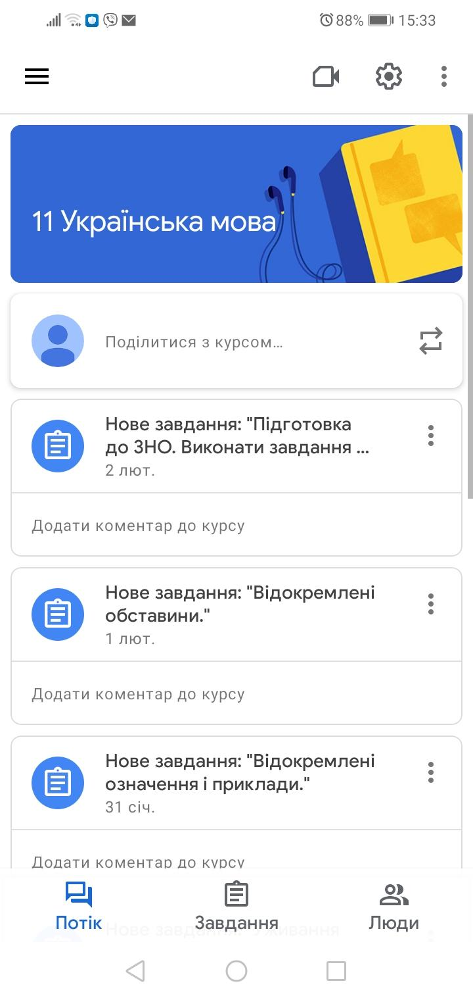 88% 15:33
11 Українська мова
Поділитися з курсом...
Нове завдання: "Підготовка
до ЗНО. Виконати завдання ...
2 лют.
Додати коментар до курсу
Нове завдання: "Відокремлені
обставини."
1 лют.
Додати коментар до курсу
Нове завдання: "Відокремлені
означення і приклади."
31 січ.
Додати коментар до курсу
Нове завдання: "Уживання
Потік Завдання Люди